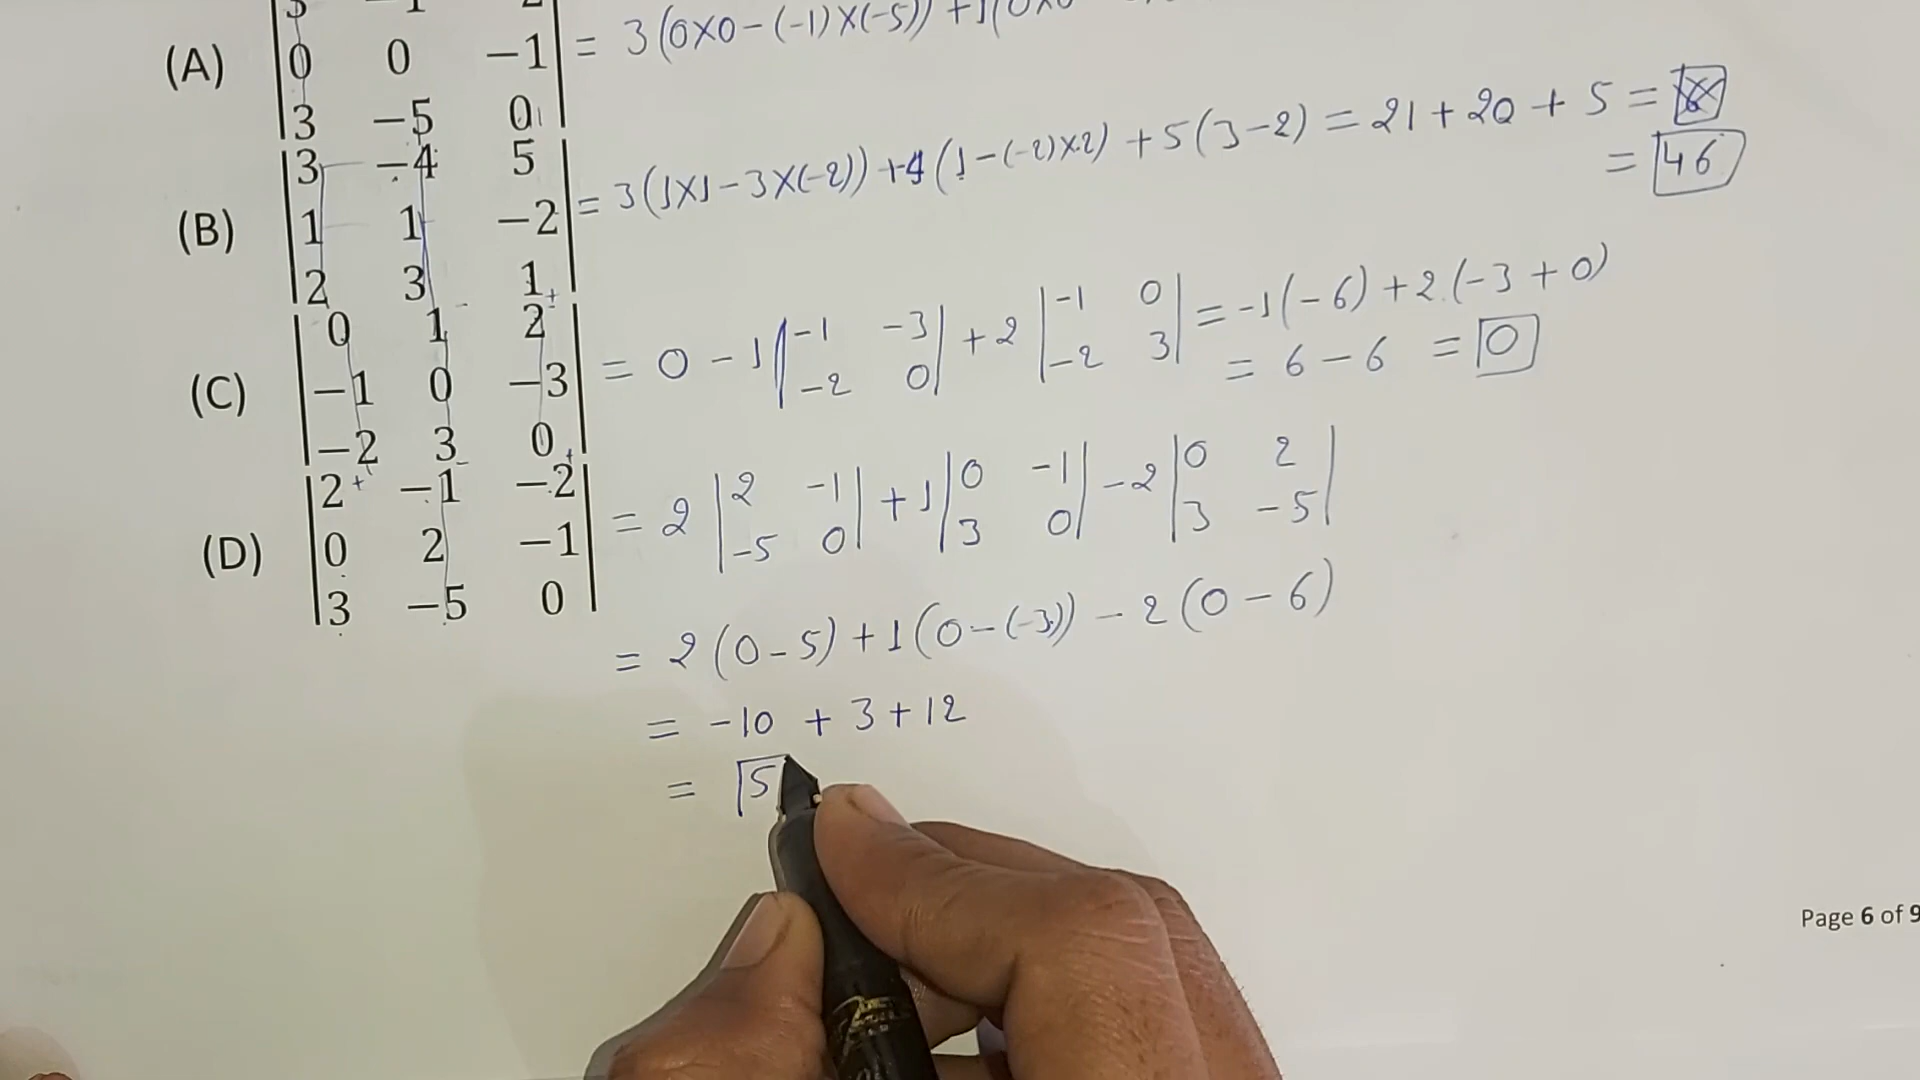 (A) | 3 -1 2 | = 3(0×0-(-1)×(-5)) +1(0×0
| 0 0 -1 |
| 3 -5 0 |
(B) | 3 -4 5 | = 3(1×1-3×(-2)) +4(1-(-2)×2) +5(3-2) = 21+20+5 =
| 1 1 -2 | = 46
| 2 3 1 |
(C) | 0 1 2 | = 0 - 1 | -1 -3 | + 2 | -1 0 | = -1(-6)+2(-3+0)
| -1 0 -3 | | -2 0 | | -2 3 | = 6-6 = 0
| -2 3 0 |
(D) | 2 -1 -2 | = 2 | 2 -1 | +1 | 0 -1 | -2 | 0 2 |
| 0 2 -1 | | -5 0 | | 3 0 | | 3 -5 |
| 3 -5 0 |
= 2(0-5)+1(0-(-3))-2(0-6)
= -10 + 3+12
= 5
Page 6 of 9